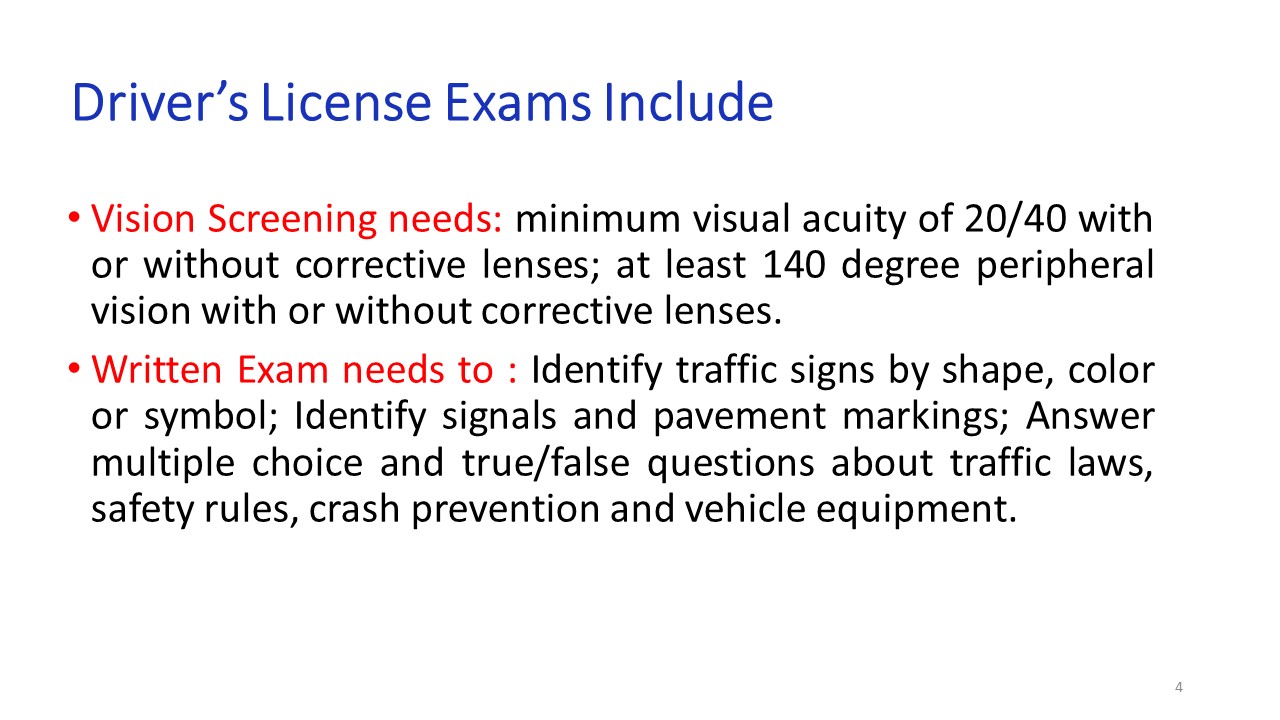 Driver’s License Exams Include
• Vision Screening needs: minimum visual acuity of 20/40 with
or without corrective lenses; at least 140 degree peripheral
vision with or without corrective lenses.
• Written Exam needs to : Identify traffic signs by shape, color
or symbol; Identify signals and pavement markings; Answer
multiple choice and true/false questions about traffic laws,
safety rules, crash prevention and vehicle equipment.
4